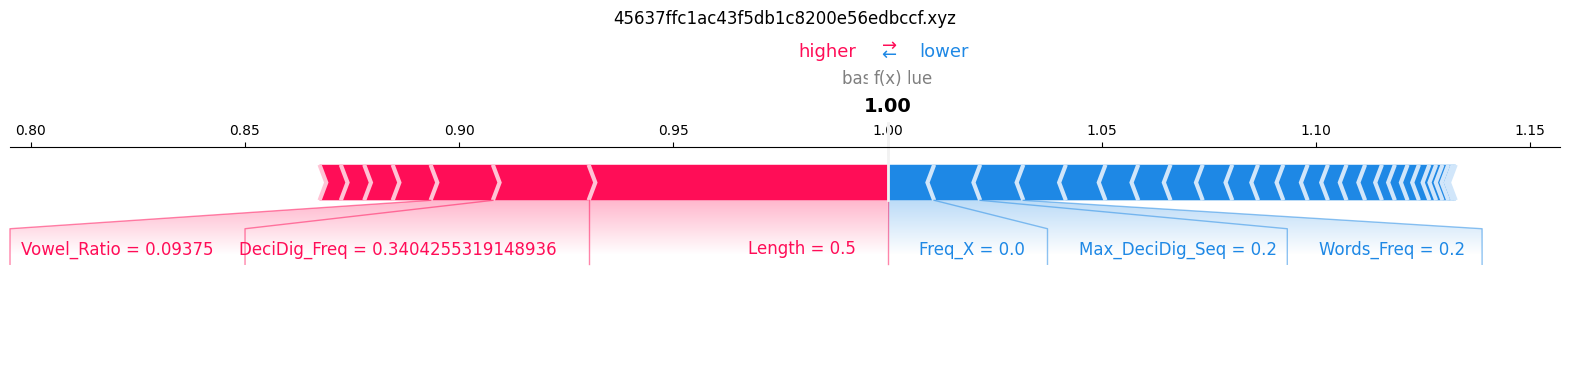 45637ffc1ac43f5db1c8200e56edbccf.xyz
higher ⇄ lower
bas f(x) lue
1.00
0.80 0.85 0.90 0.95 1.00 1.05 1.10 1.15
Vowel_Ratio = 0.09375 DeciDig_Freq = 0.3404255319148936 Length = 0.5 Freq_X = 0.0 Max_DeciDig_Seq = 0.2 Words_Freq = 0.2